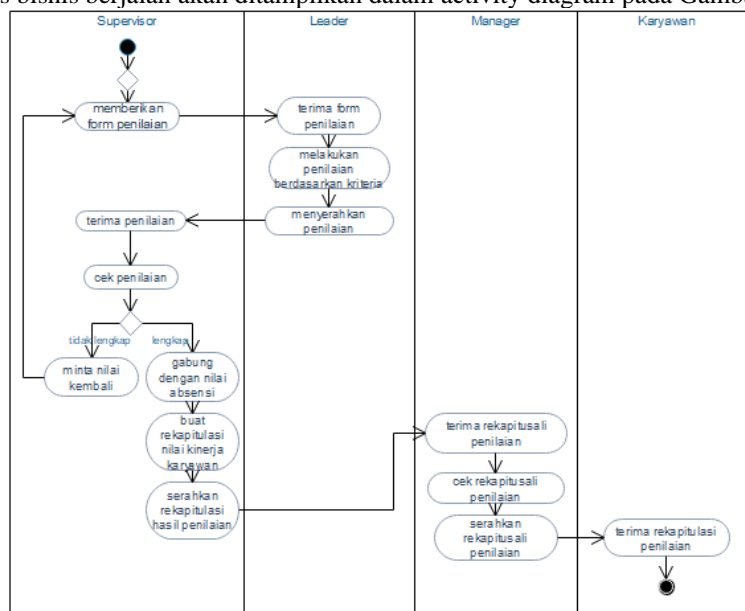 s bisnis berjalan akan ditampilkan dalam activity diagram pada Gamba
Supervisor
Leader
Manager
Karyawan
memberikan
form penilaian
terima form
penilaian
melakukan
penilaian
berdasarkan kriteria
menyerahkan
penilaian
terima penilaian
cek penilaian
tidak lengkap
lengkap
minta nilai
kembali
gabung
dengan nilai
absensi
buat
rekapitulasi
nilai kinerja
karyawan
serahkan
rekapitulasi
hasil penilaian
terima rekapitusali
penilaian
cek rekapitusali
penilaian
serahkan
rekapitusali
penilaian
terima rekapitulasi
penilaian